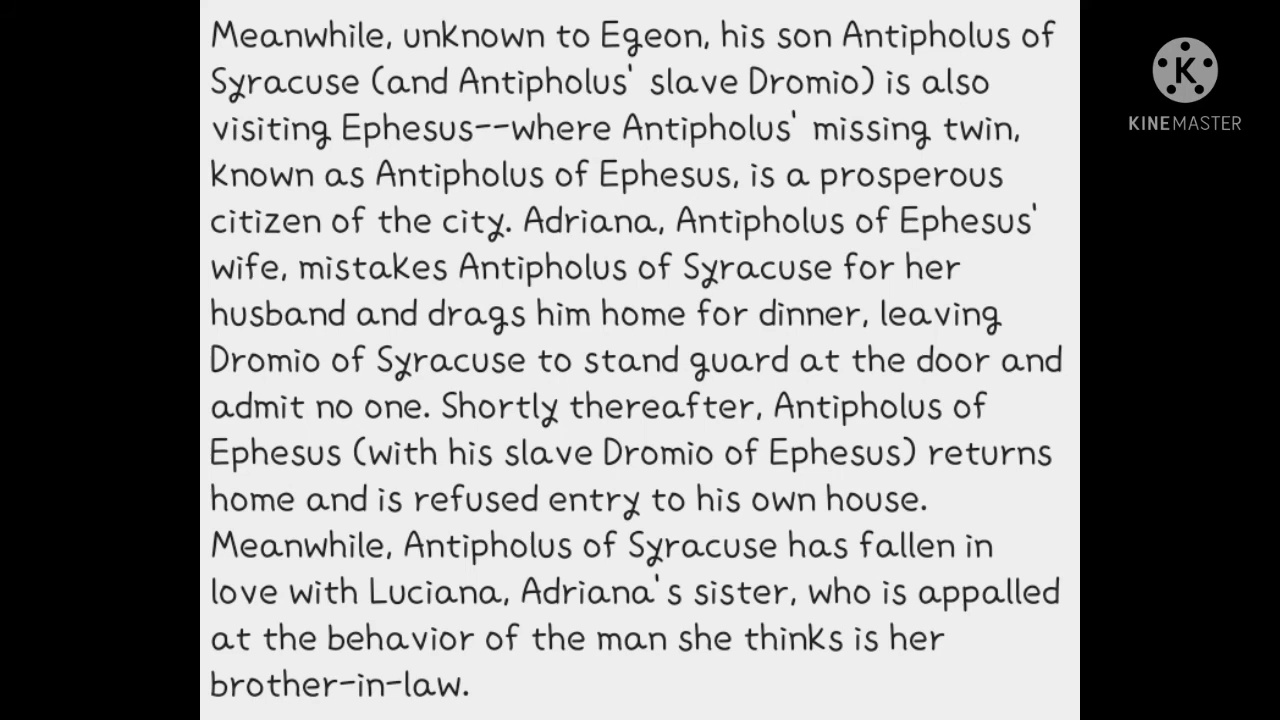 Meanwhile, unknown to Egeon, his son Antipholus of
Syracuse (and Antipholus' slave Dromio) is also
visiting Ephesus--where Antipholus' missing twin,
known as Antipholus of Ephesus, is a prosperous
citizen of the city. Adriana, Antipholus of Ephesus'
wife, mistakes Antipholus of Syracuse for her
husband and drags him home for dinner, leaving
Dromio of Syracuse to stand guard at the door and
admit no one. Shortly thereafter, Antipholus of
Ephesus (with his slave Dromio of Ephesus) returns
home and is refused entry to his own house.
Meanwhile, Antipholus of Syracuse has fallen in
love with Luciana, Adriana's sister, who is appalled
at the behavior of the man she thinks is her
brother-in-law.
K
KINEMASTER